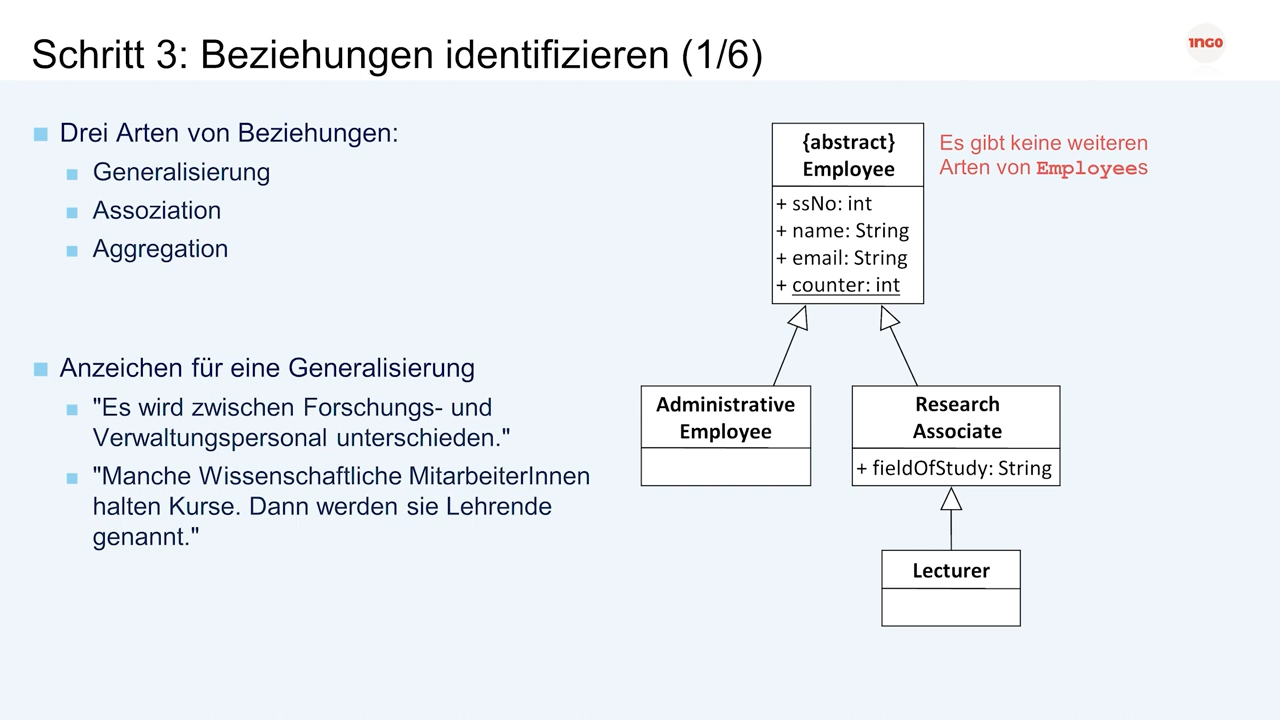 Schritt 3: Beziehungen identifizieren (1/6)
1NGO
Drei Arten von Beziehungen:
Generalisierung
Assoziation
Aggregation
Anzeichen für eine Generalisierung
"Es wird zwischen Forschungs- und
Verwaltungspersonal unterschieden."
"Manche Wissenschaftliche MitarbeiterInnen
halten Kurse. Dann werden sie Lehrende
genannt."
{abstract}
Employee
+ ssNo: int
+ name: String
+ email: String
+ counter: int
Es gibt keine weiteren
Arten von Employees
Administrative
Employee
Research
Associate
+ fieldOfStudy: String
Lecturer